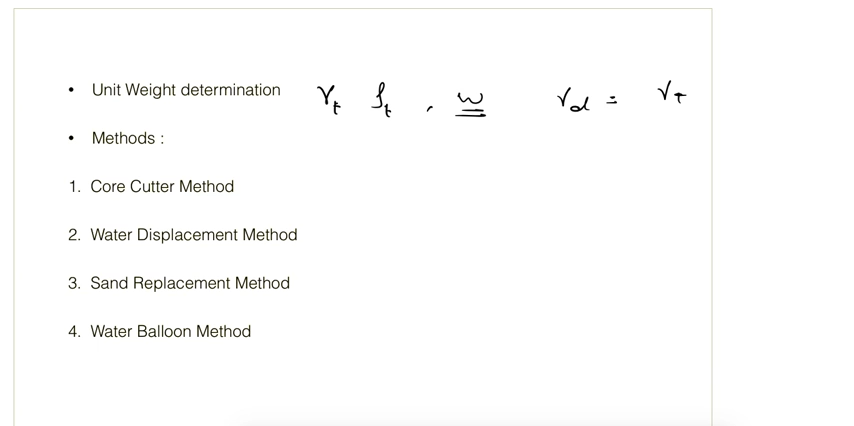 • Unit Weight determination γt ρt , w γd = γT
• Methods :
1. Core Cutter Method
2. Water Displacement Method
3. Sand Replacement Method
4. Water Balloon Method